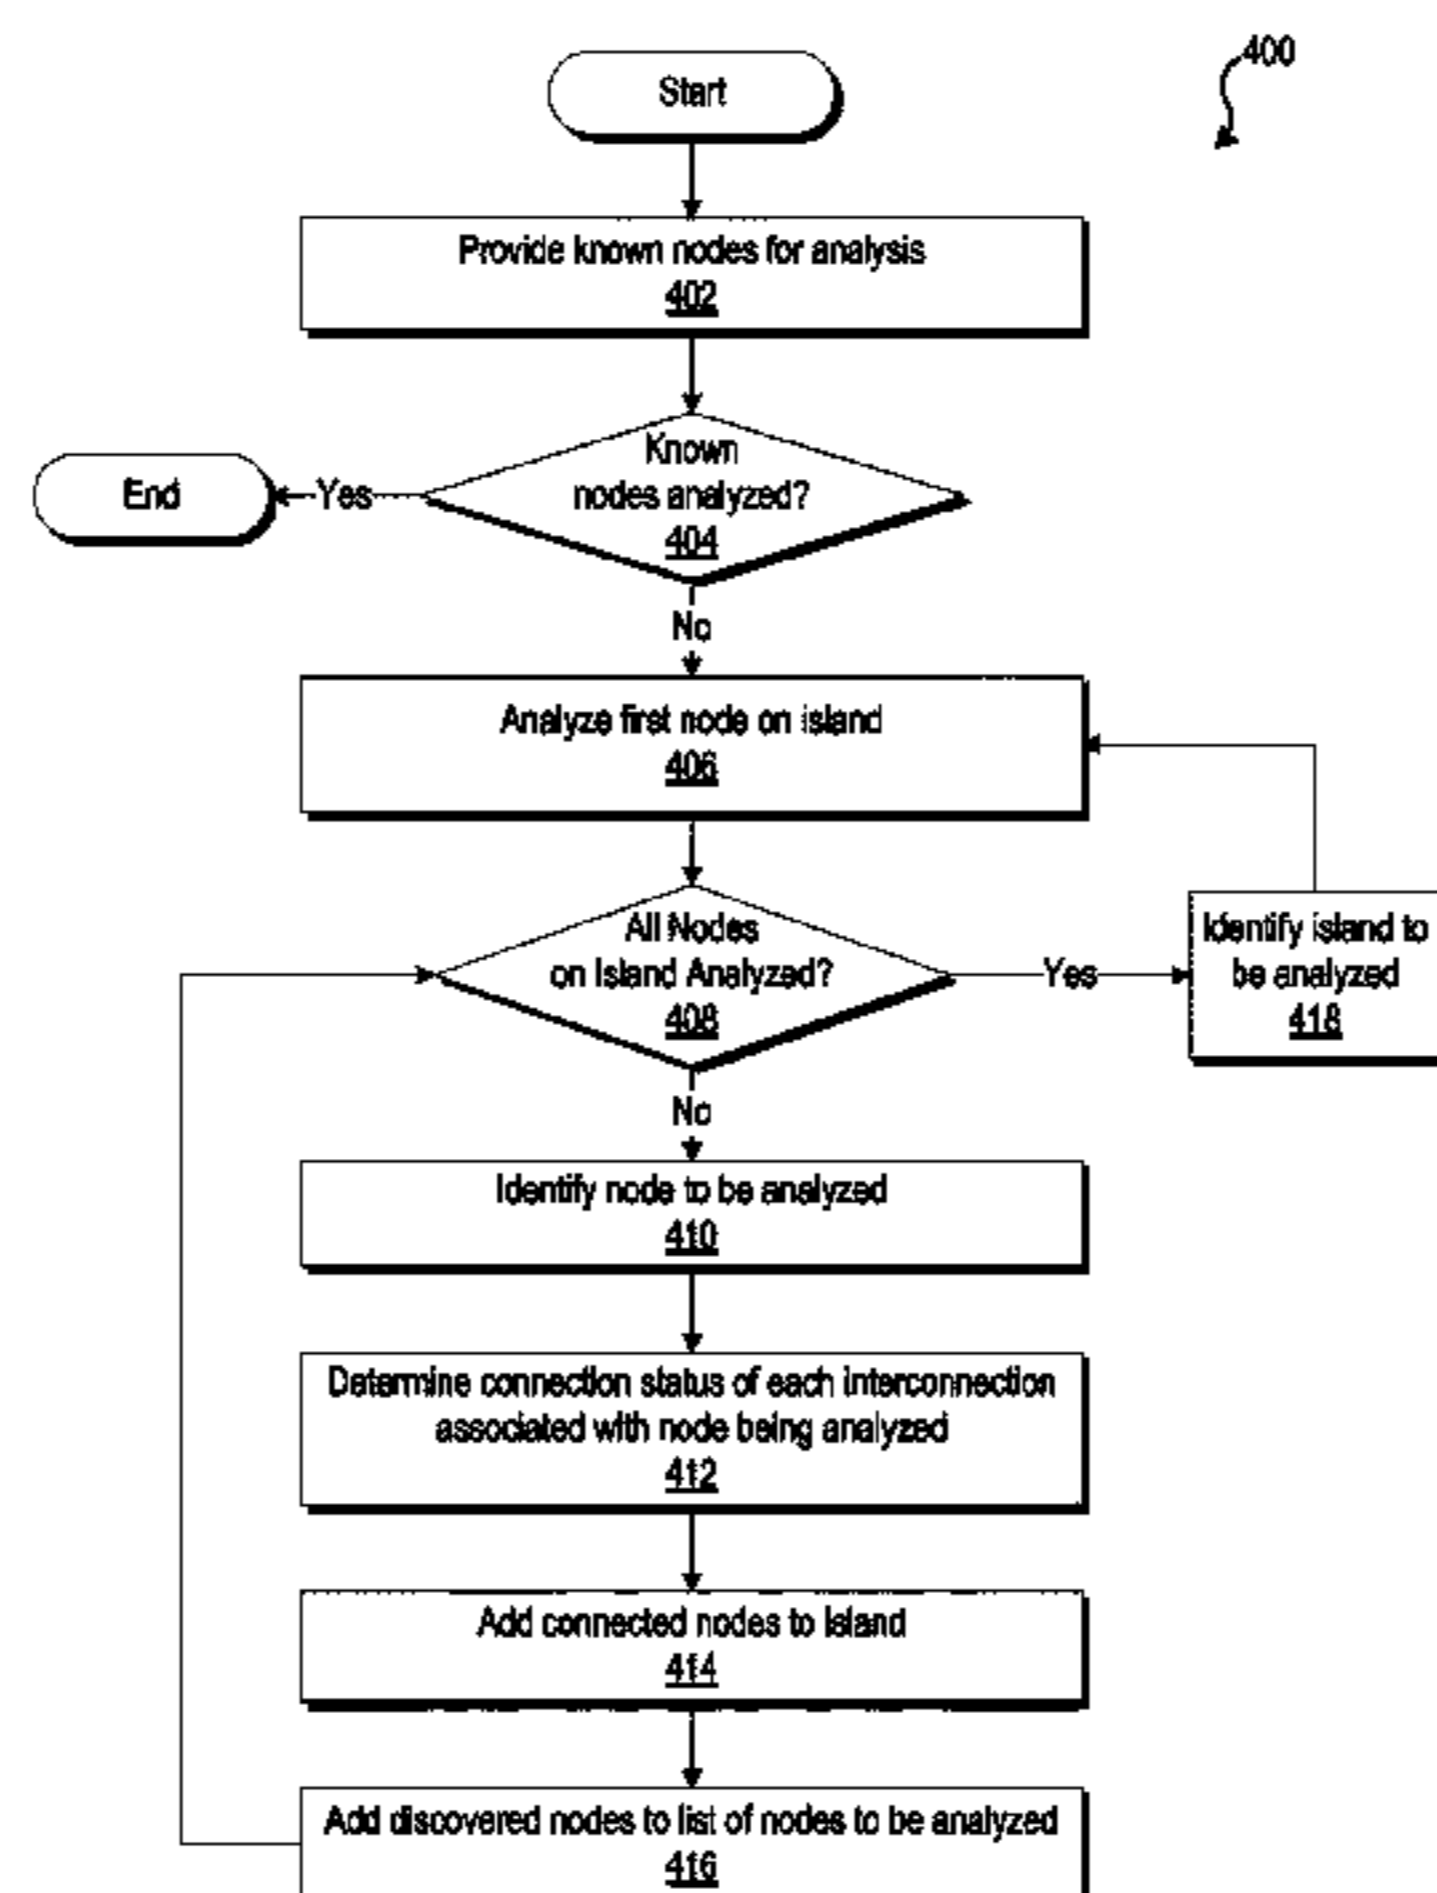 400
Start
Provide known nodes for analysis
402
Known
nodes analyzed?
404
Yes
End
No
Analyze first node on island
406
All Nodes
on Island Analyzed?
408
Yes
Identify island to
be analyzed
418
No
Identify node to be analyzed
410
Determine connection status of each interconnection
associated with node being analyzed
412
Add connected nodes to Island
414
Add discovered nodes to list of nodes to be analyzed
416